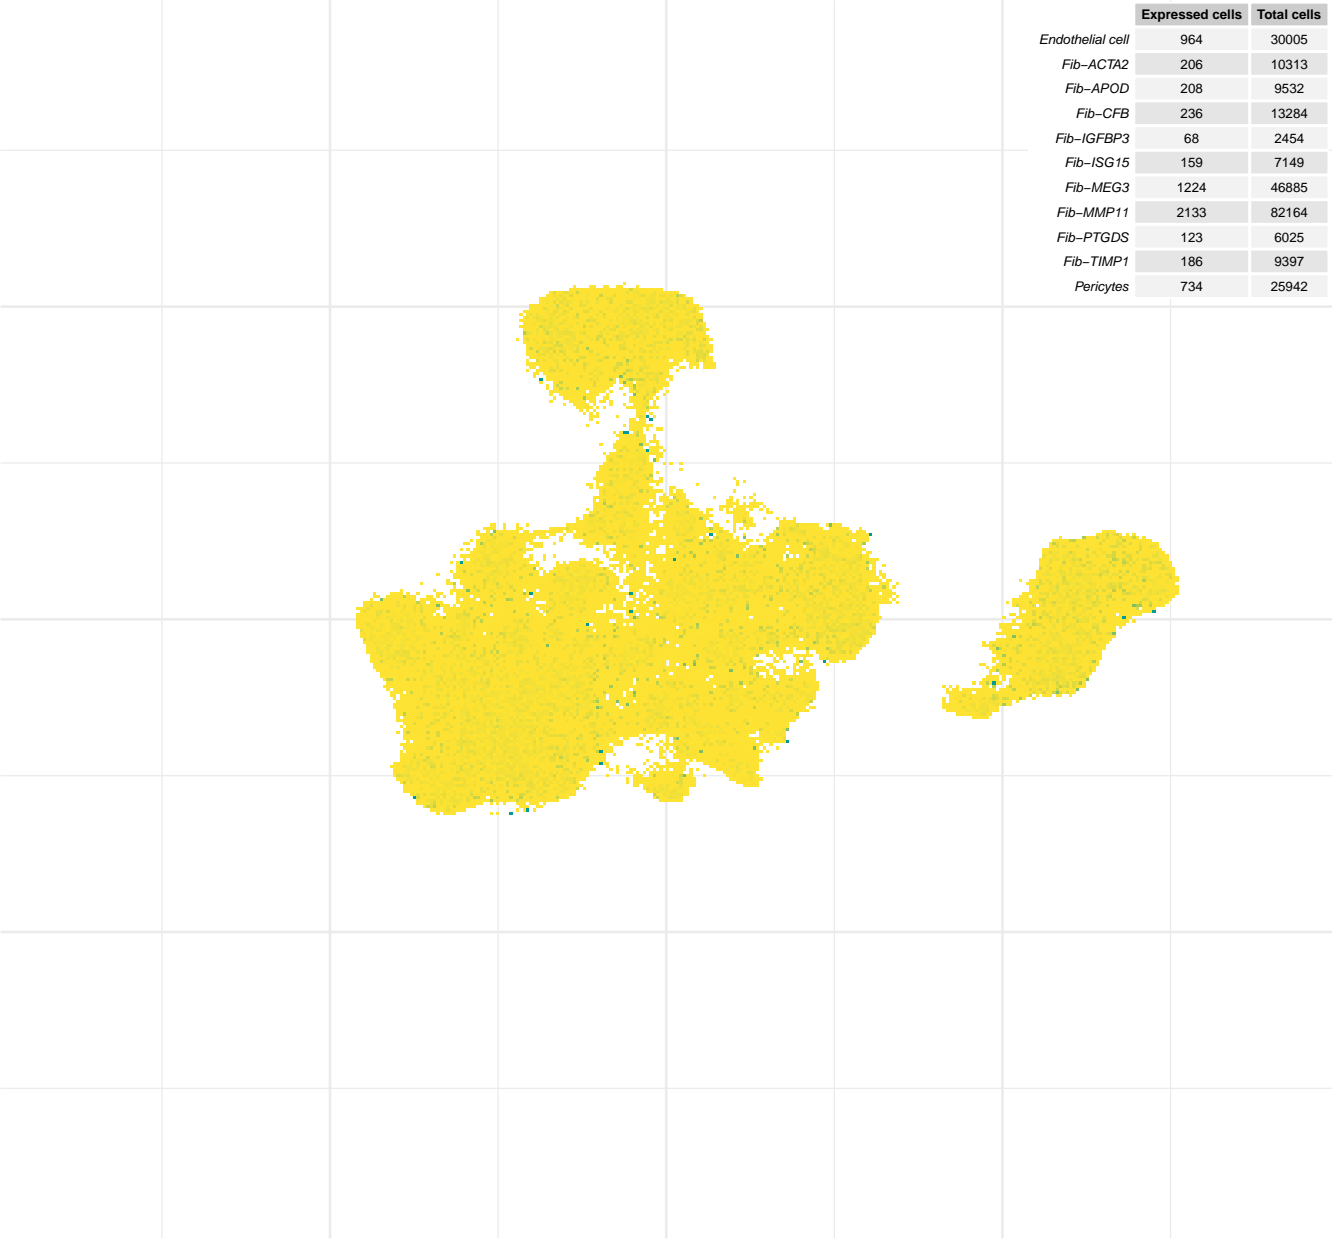 Expressed cells Total cells
Endothelial cell 964 30005
Fib−ACTA2 206 10313
Fib−APOD 208 9532
Fib−CFB 236 13284
Fib−IGFBP3 68 2454
Fib−ISG15 159 7149
Fib−MEG3 1224 46885
Fib−MMP11 2133 82164
Fib−PTGDS 123 6025
Fib−TIMP1 186 9397
Pericytes 734 25942